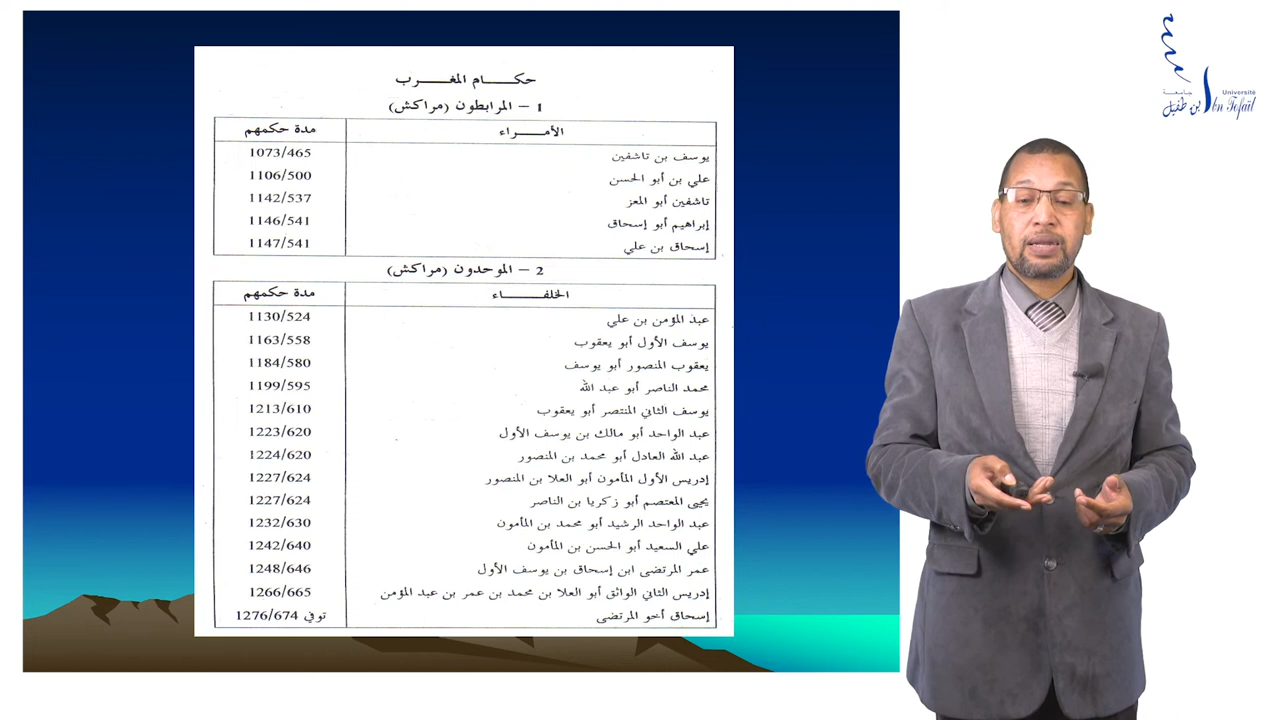 حكـــام المغـــرب
1 – المرابطون (مراكش)
الأمـــراء مدة حكمهم
يوسف بن تاشفين 1073/465
علي بن أبو الحسن 1106/500
تاشفين أبو المعز 1142/537
إبراهيم أبو إسحاق 1146/541
إسحاق بن علي 1147/541
2 – الموحدون (مراكش)
الخلفـــاء مدة حكمهم
عبد المؤمن بن علي 1130/524
يوسف الأول أبو يعقوب 1163/558
يعقوب المنصور أبو يوسف 1184/580
محمد الناصر أبو عبد الله 1199/595
يوسف الثاني المنتصر أبو يعقوب 1213/610
عبد الواحد أبو مالك بن يوسف الأول 1223/620
عبد الله العادل أبو محمد بن المنصور 1224/620
إدريس الأول المأمون أبو العلا بن المنصور 1227/624
يحيى المعتصم أبو زكريا بن الناصر 1227/624
عبد الواحد الرشيد أبو محمد بن المأمون 1232/630
علي السعيد أبو الحسن بن المأمون 1242/640
عمر المرتضى ابن إسحاق بن يوسف الأول 1248/646
إدريس الثاني الواثق أبو العلا بن محمد بن عمر بن عبد المؤمن 1266/665
إسحاق أخو المرتضى توفي 1276/674
جامعة Université
ابن طفيل Ibn Tofaïl